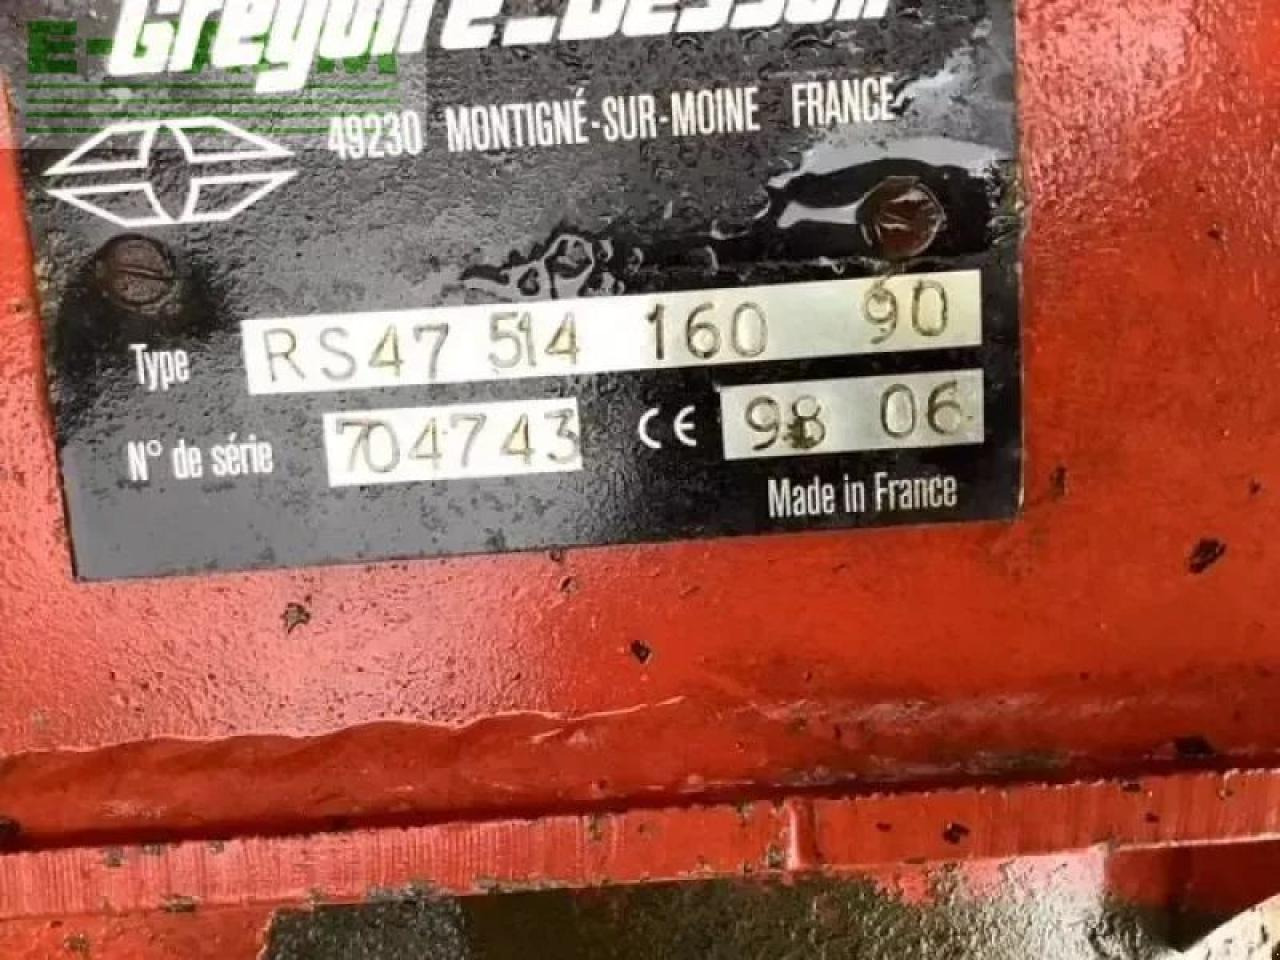 Grégoire-Besson
49230 MONTIGNÉ-SUR-MOINE FRANCE
Type RS47 514 160 90
N° de série 704743 CE 98 06
Made in France